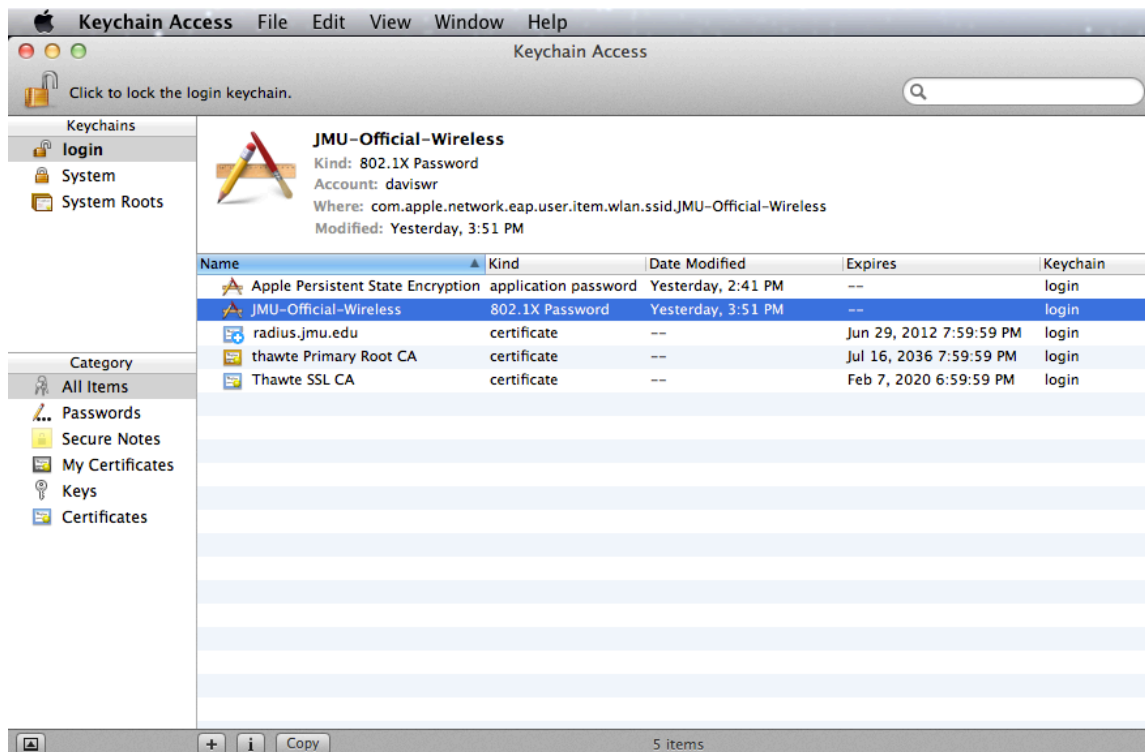 Keychain Access File Edit View Window Help
Keychain Access
Click to lock the login keychain.
Keychains
login
System
System Roots
JMU-Official-Wireless
Kind: 802.1X Password
Account: daviswr
Where: com.apple.network.eap.user.item.wlan.ssid.JMU-Official-Wireless
Modified: Yesterday, 3:51 PM
Name Kind Date Modified Expires Keychain
Apple Persistent State Encryption application password Yesterday, 2:41 PM -- login
JMU-Official-Wireless 802.1X Password Yesterday, 3:51 PM -- login
radius.jmu.edu certificate -- Jun 29, 2012 7:59:59 PM login
thawte Primary Root CA certificate -- Jul 16, 2036 7:59:59 PM login
Thawte SSL CA certificate -- Feb 7, 2020 6:59:59 PM login
Category
All Items
Passwords
Secure Notes
My Certificates
Keys
Certificates
+ i Copy 5 items